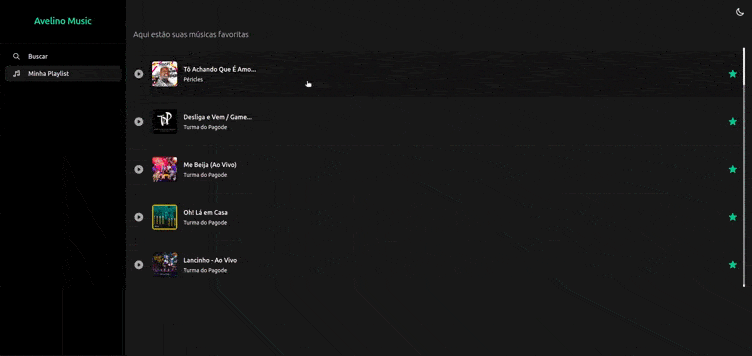 Avelino Music
Buscar
Minha Playlist
Aqui estão suas músicas favoritas
Tô Achando Que É Amo...
Péricles
Desliga e Vem / Game...
Turma do Pagode
Me Beija (Ao Vivo)
Turma do Pagode
Oh! Lá em Casa
Turma do Pagode
Lancinho - Ao Vivo
Turma do Pagode